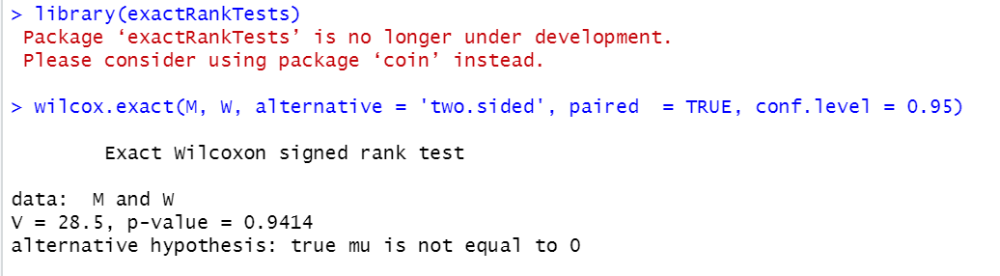 > library(exactRankTests)
Package ‘exactRankTests’ is no longer under development.
Please consider using package ‘coin’ instead.
> wilcox.exact(M, W, alternative = 'two.sided', paired  = TRUE, conf.level = 0.95)
Exact Wilcoxon signed rank test
data:  M and W
V = 28.5, p-value = 0.9414
alternative hypothesis: true mu is not equal to 0